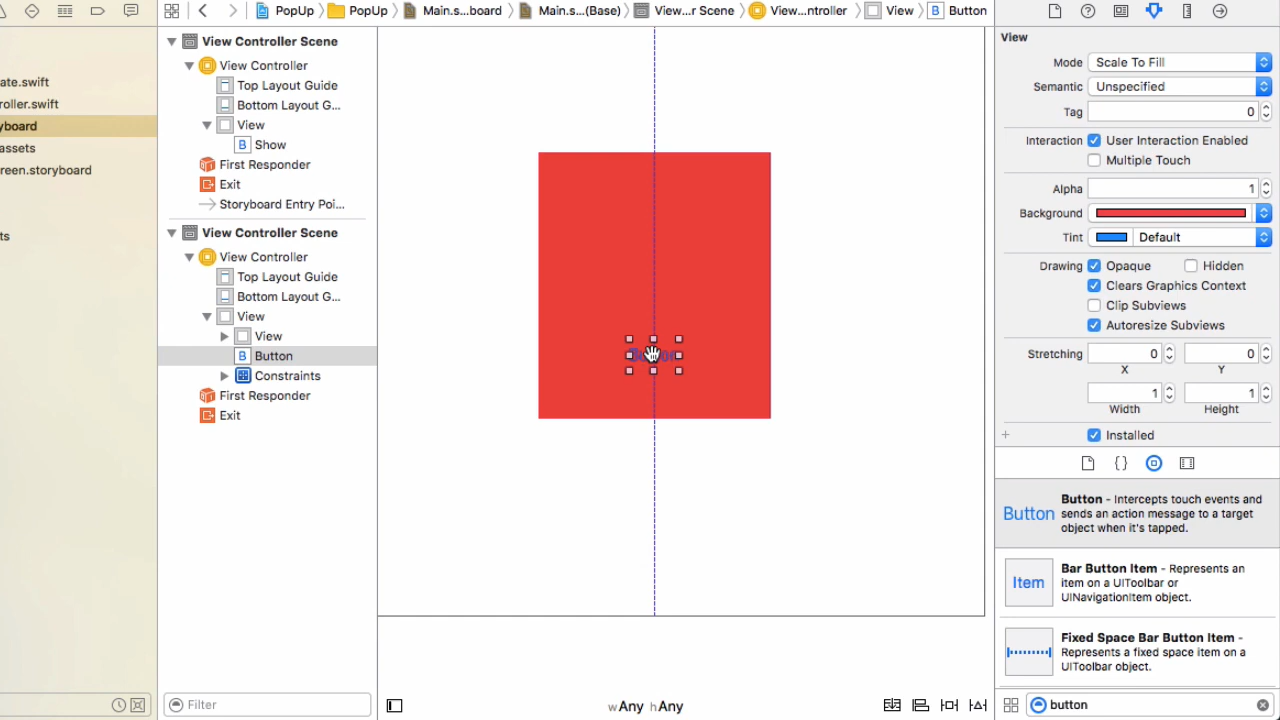 PopUp
PopUp
Main.s...board
Main.s...(Base)
View...r Scene
View...ntroller
View
B Button
ate.swift
roller.swift
yboard
assets
reen.storyboard
ts
View Controller Scene
View Controller
Top Layout Guide
Bottom Layout G...
View
B Show
First Responder
Exit
Storyboard Entry Poi...
View Controller Scene
View Controller
Top Layout Guide
Bottom Layout G...
View
View
B Button
Constraints
First Responder
Exit
Filter
wAny hAny
View
Mode Scale To Fill
Semantic Unspecified
Tag 0
Interaction User Interaction Enabled
Multiple Touch
Alpha 1
Background
Tint Default
Drawing Opaque Hidden
Clears Graphics Context
Clip Subviews
Autoresize Subviews
Stretching 0 0
X Y
1 1
Width Height
+ Installed
{}
Button
Button - Intercepts touch events and
sends an action message to a target
object when it's tapped.
Item
Bar Button Item - Represents an
item on a UIToolbar or
UINavigationItem object.
Fixed Space Bar Button Item -
Represents a fixed space item on a
UIToolbar object.
button